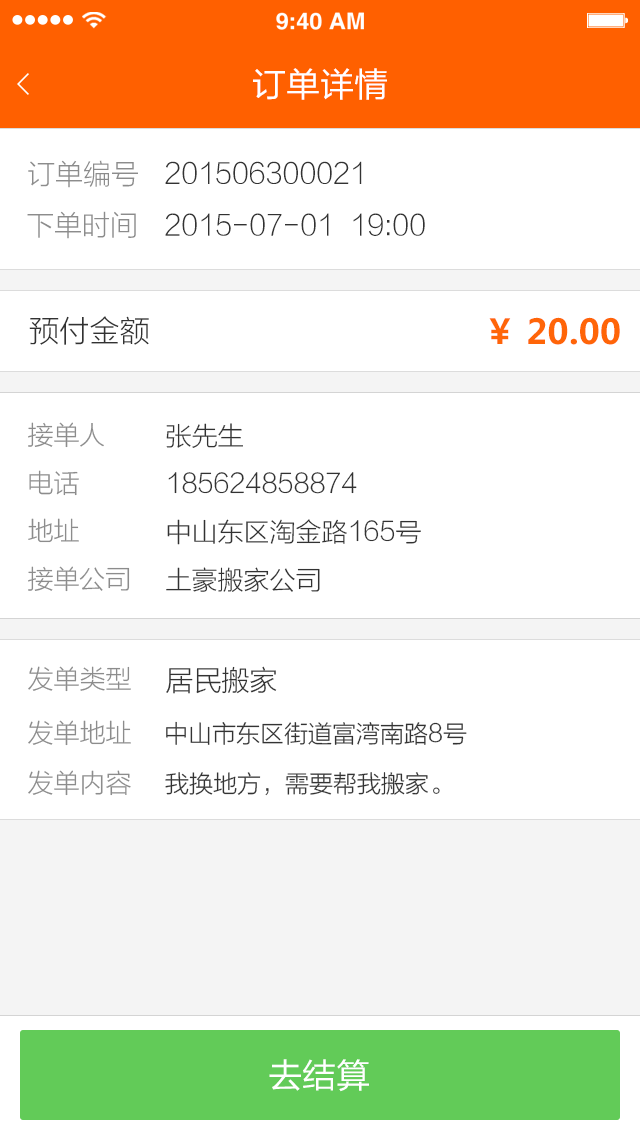 9:40 AM
订单详情
订单编号 201506300021
下单时间 2015-07-01 19:00
预付金额 ¥ 20.00
接单人 张先生
电话 185624858874
地址 中山东区淘金路165号
接单公司 土豪搬家公司
发单类型 居民搬家
发单地址 中山市东区街道富湾南路8号
发单内容 我换地方，需要帮我搬家。
去结算